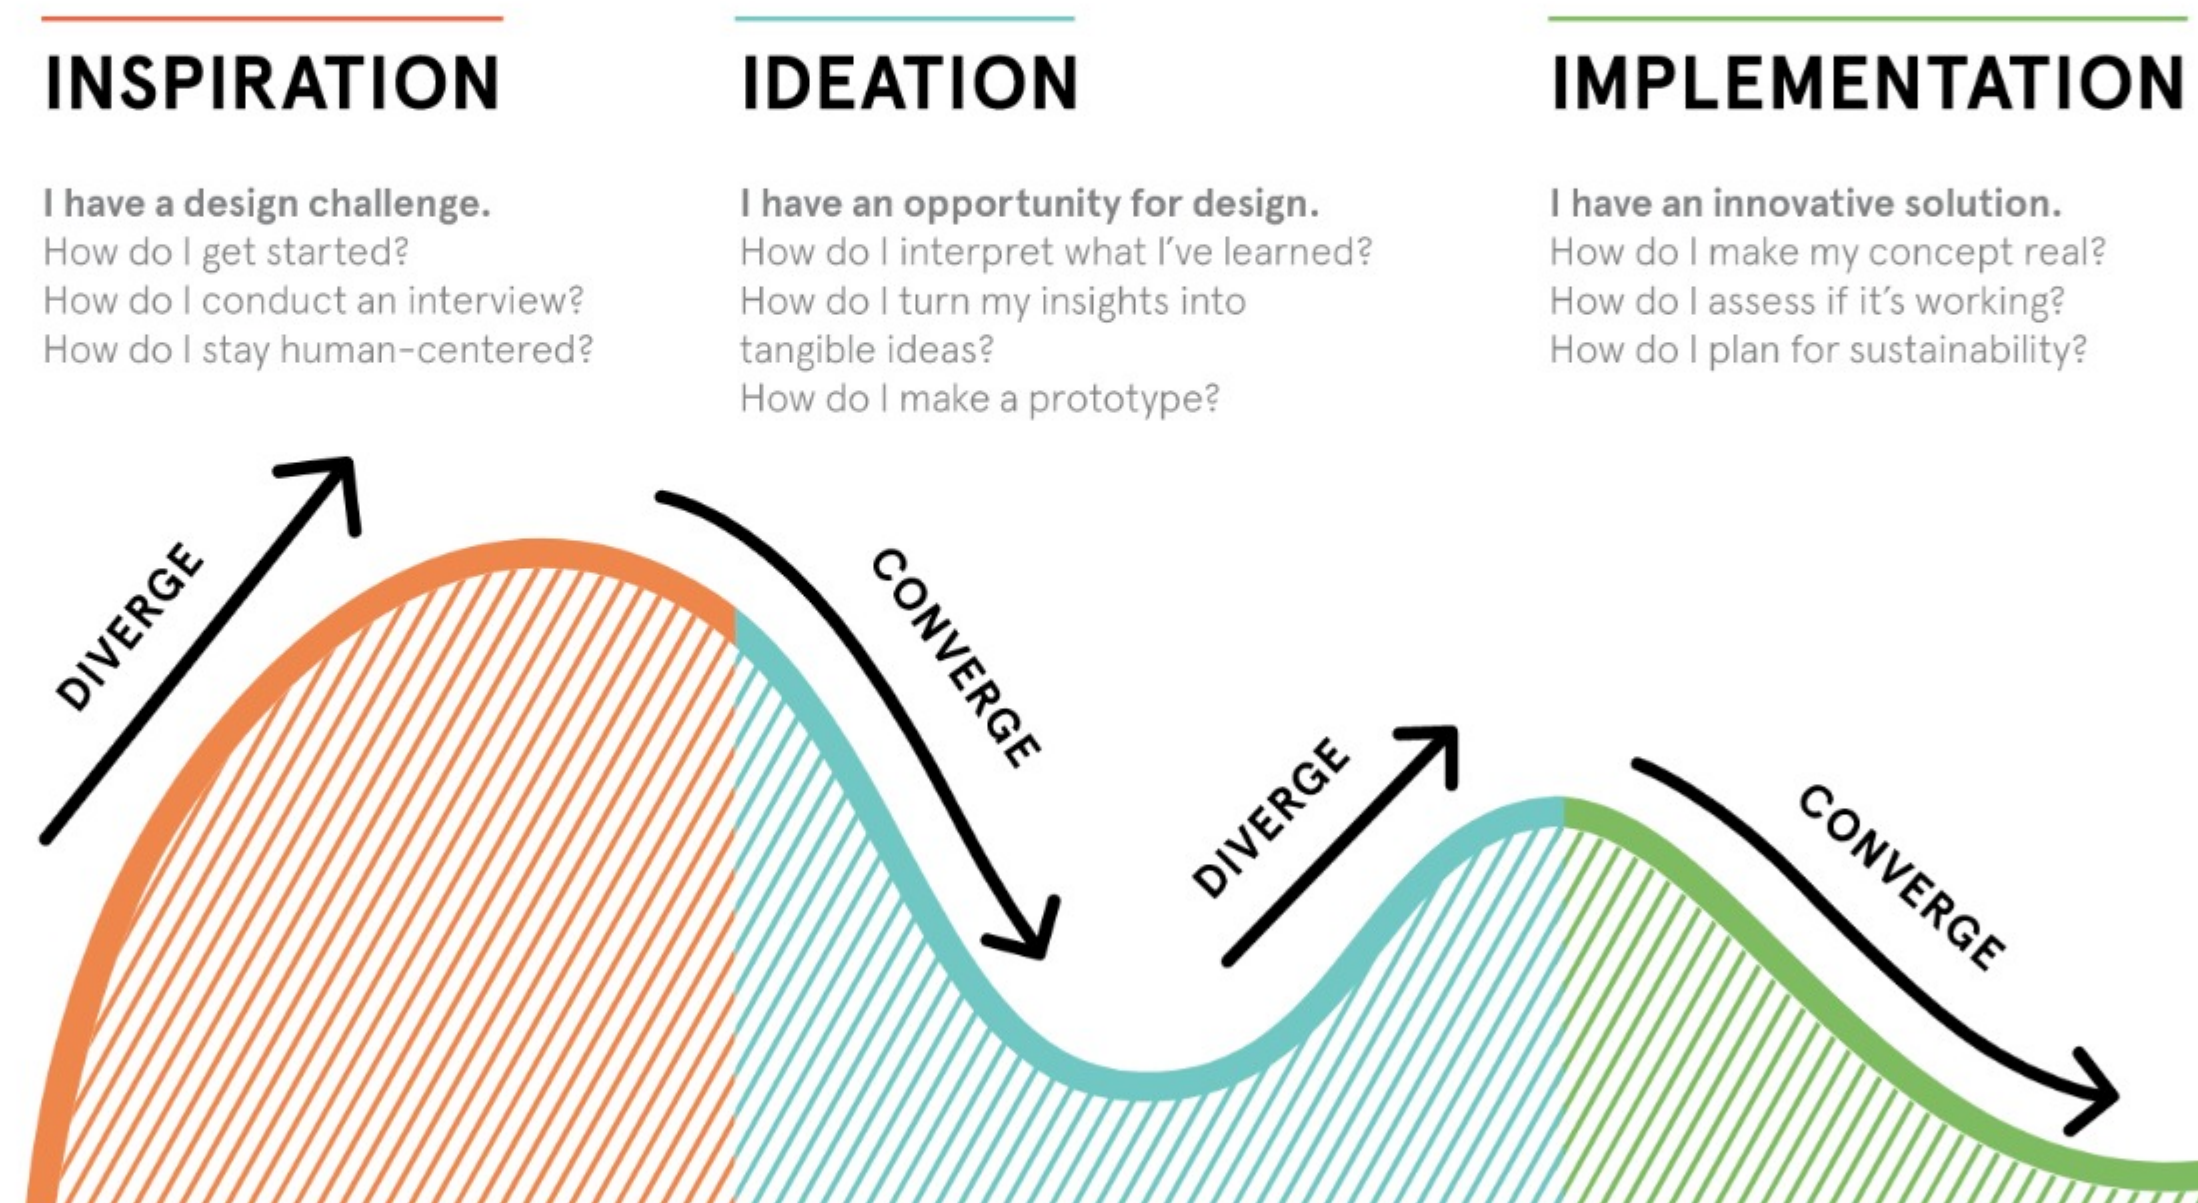 INSPIRATION
I have a design challenge.
How do I get started?
How do I conduct an interview?
How do I stay human-centered?
IDEATION
I have an opportunity for design.
How do I interpret what I've learned?
How do I turn my insights into
tangible ideas?
How do I make a prototype?
IMPLEMENTATION
I have an innovative solution.
How do I make my concept real?
How do I assess if it's working?
How do I plan for sustainability?
DIVERGE
CONVERGE
DIVERGE
CONVERGE